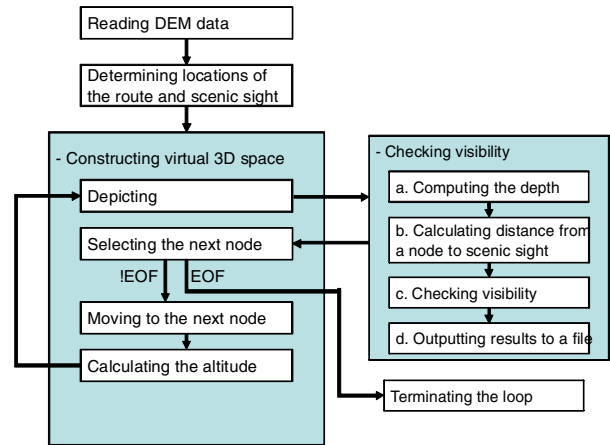 Reading DEM data
Determining locations of
the route and scenic sight
- Constructing virtual 3D space
Depicting
Selecting the next node
!EOF
EOF
Moving to the next node
Calculating the altitude
- Checking visibility
a. Computing the depth
b. Calculating distance from
a node to scenic sight
c. Checking visibility
d. Outputting results to a file
Terminating the loop